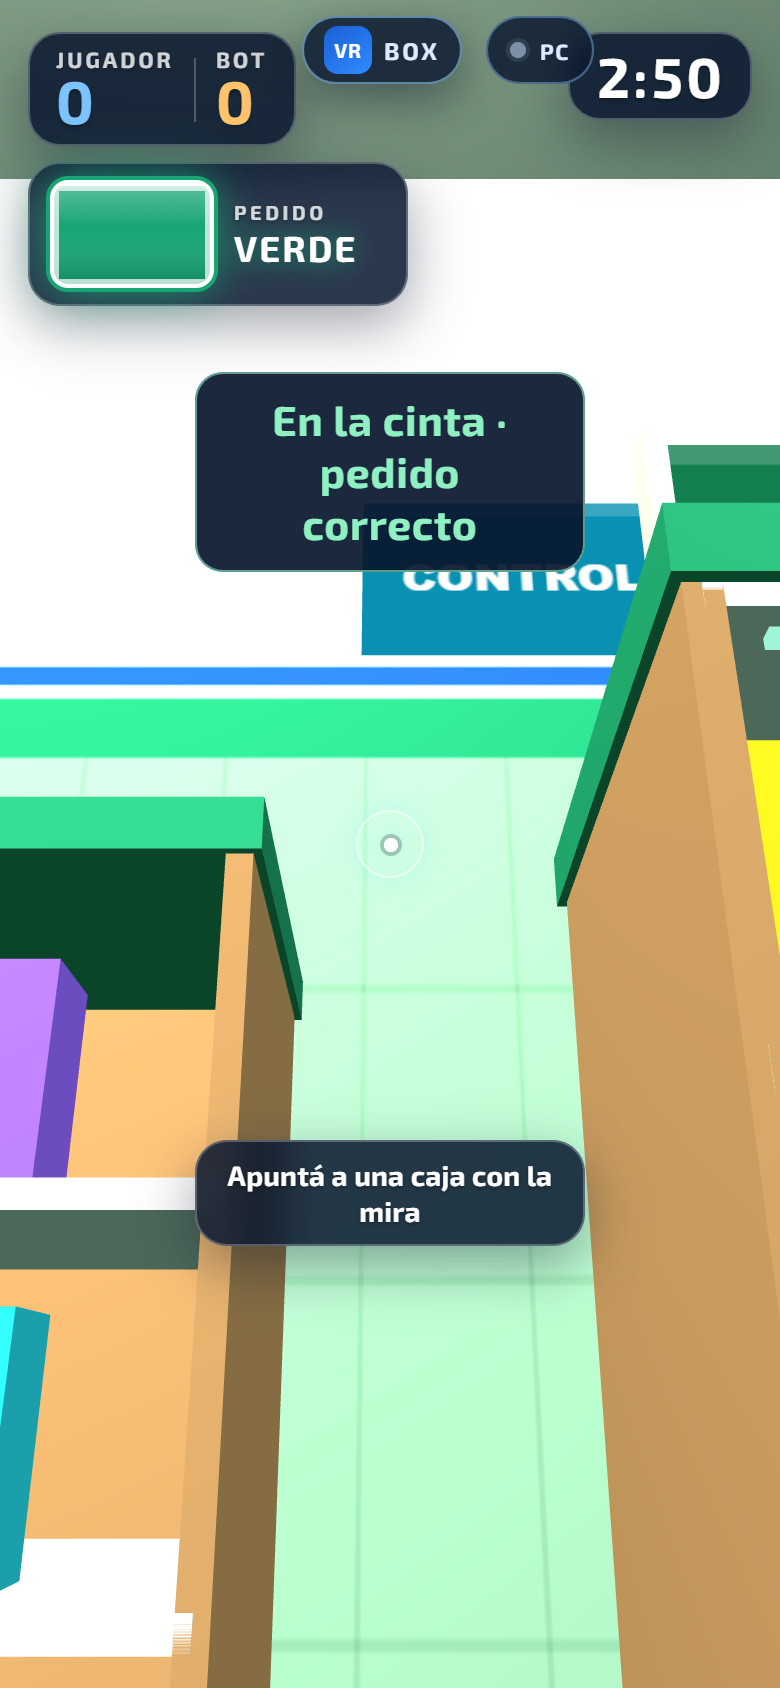 JUGADOR
0
BOT
0
VR BOX
PC
2:50
PEDIDO
VERDE
En la cinta ·
pedido
correcto
CONTROL
Apuntá a una caja con la
mira